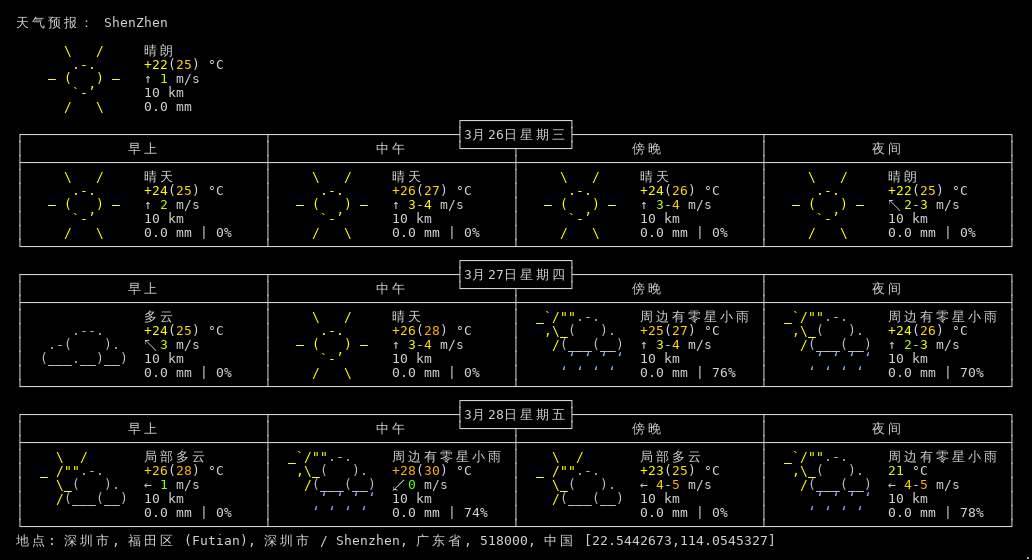 天气预报: ShenZhen
晴朗
+22(25) °C
↑ 1 m/s
10 km
0.0 mm
3月26日星期三
早上 中午 傍晚 夜间
晴天 晴天 晴天 晴朗
+24(25) °C +26(27) °C +24(26) °C +22(25) °C
↑ 2 m/s ↑ 3-4 m/s ↑ 3-4 m/s ↖ 2-3 m/s
10 km 10 km 10 km 10 km
0.0 mm | 0% 0.0 mm | 0% 0.0 mm | 0% 0.0 mm | 0%
3月27日星期四
早上 中午 傍晚 夜间
多云 晴天 周边有零星小雨 周边有零星小雨
+24(25) °C +26(28) °C +25(27) °C +24(26) °C
↖ 3 m/s ↑ 3-4 m/s ↑ 3-4 m/s ↑ 2-3 m/s
10 km 10 km 10 km 10 km
0.0 mm | 0% 0.0 mm | 0% 0.0 mm | 76% 0.0 mm | 70%
3月28日星期五
早上 中午 傍晚 夜间
局部多云 周边有零星小雨 局部多云 周边有零星小雨
+26(28) °C +28(30) °C +23(25) °C 21 °C
← 1 m/s ↙ 0 m/s ← 4-5 m/s ← 4-5 m/s
10 km 10 km 10 km 10 km
0.0 mm | 0% 0.0 mm | 74% 0.0 mm | 0% 0.0 mm | 78%
地点: 深圳市, 福田区 (Futian), 深圳市 / Shenzhen, 广东省, 518000, 中国 [22.5442673,114.0545327]